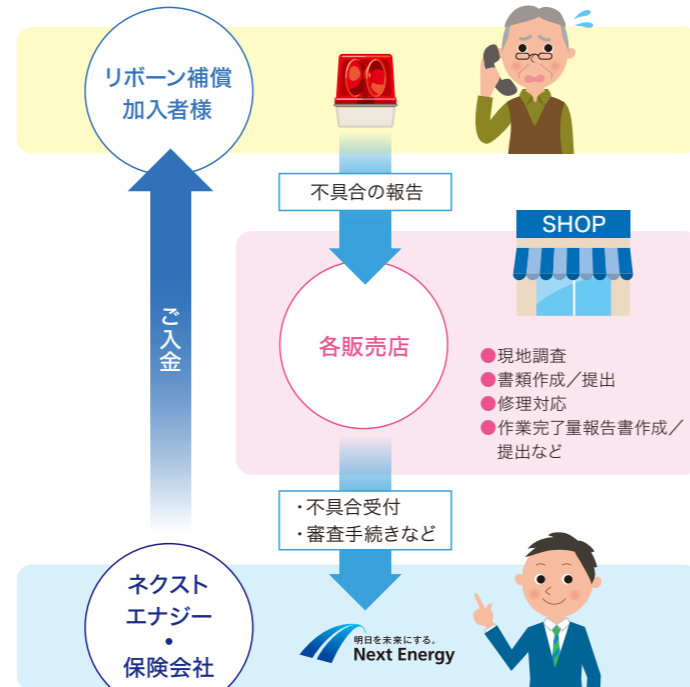 リボーン補償
加入者様
不具合の報告
SHOP
各販売店
●現地調査
●書類作成／提出
●修理対応
●作業完了量報告書作成／
提出など
ご入金
・不具合受付
・審査手続きなど
ネクスト
エナジー
・
保険会社
明日を未来にする。
Next Energy